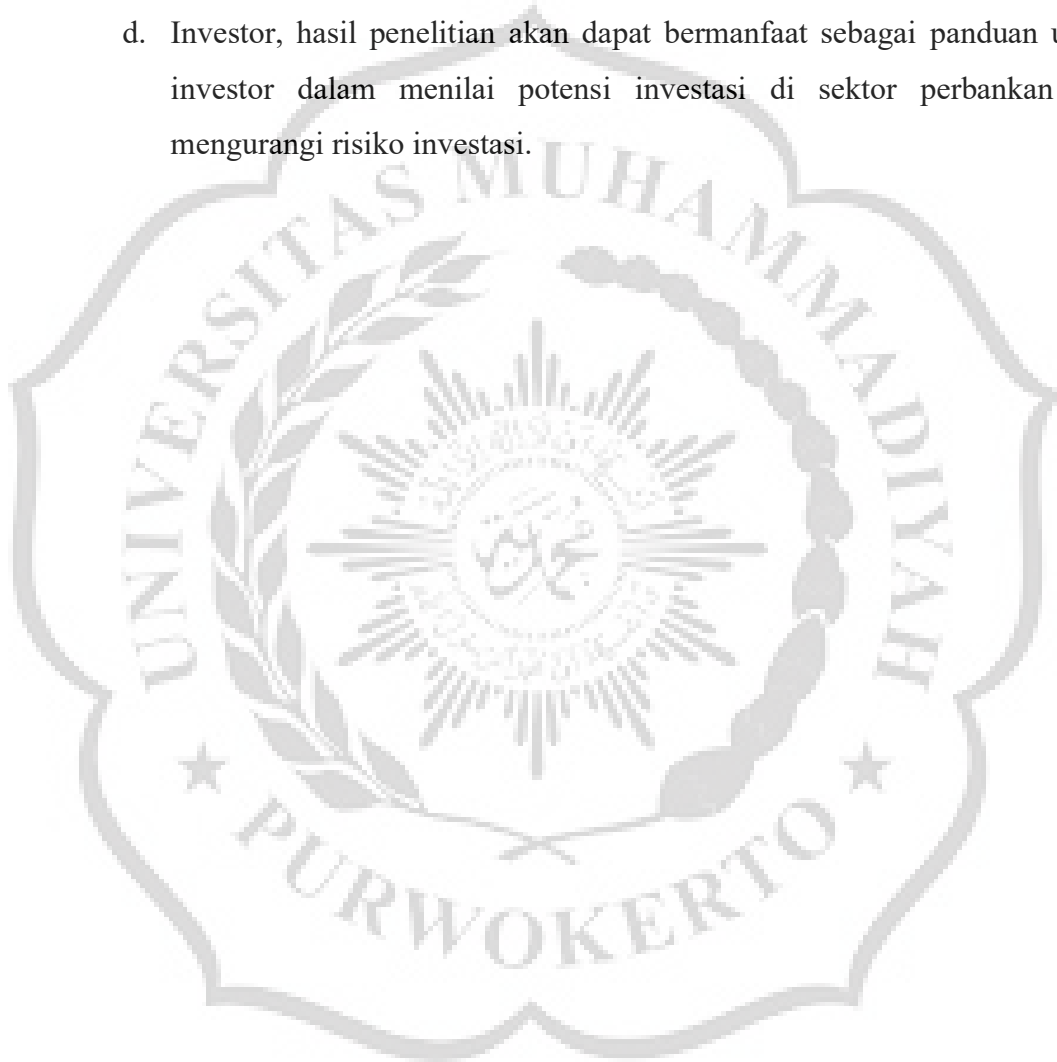 d. Investor, hasil penelitian akan dapat bermanfaat sebagai panduan u
investor dalam menilai potensi investasi di sektor perbankan
mengurangi risiko investasi.
UNIVERSITAS MUHAMMADIYAH
PURWOKERTO